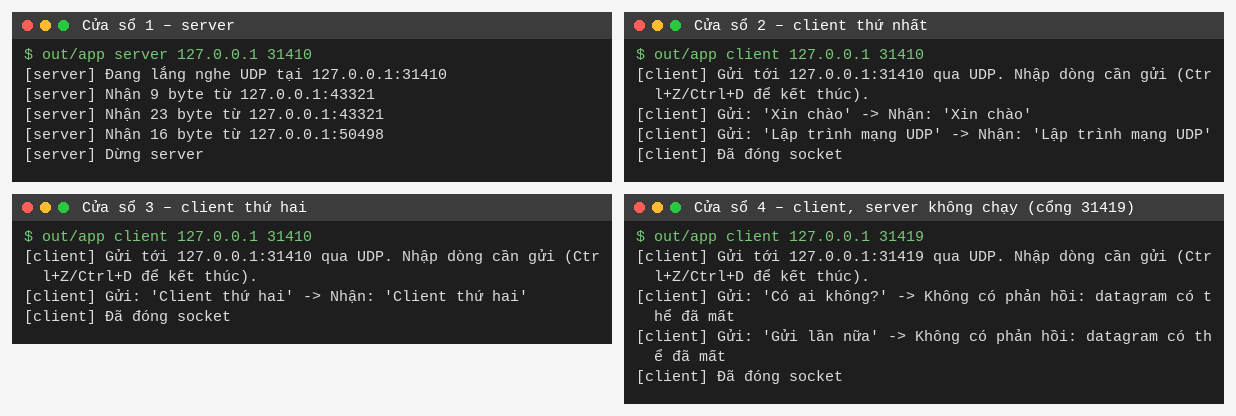 Cửa sổ 1 – server
$ out/app server 127.0.0.1 31410
[server] Đang lắng nghe UDP tại 127.0.0.1:31410
[server] Nhận 9 byte từ 127.0.0.1:43321
[server] Nhận 23 byte từ 127.0.0.1:43321
[server] Nhận 16 byte từ 127.0.0.1:50498
[server] Dừng server
Cửa sổ 2 – client thứ nhất
$ out/app client 127.0.0.1 31410
[client] Gửi tới 127.0.0.1:31410 qua UDP. Nhập dòng cần gửi (Ctr
l+Z/Ctrl+D để kết thúc).
[client] Gửi: 'Xin chào' -> Nhận: 'Xin chào'
[client] Gửi: 'Lập trình mạng UDP' -> Nhận: 'Lập trình mạng UDP'
[client] Đã đóng socket
Cửa sổ 3 – client thứ hai
$ out/app client 127.0.0.1 31410
[client] Gửi tới 127.0.0.1:31410 qua UDP. Nhập dòng cần gửi (Ctr
l+Z/Ctrl+D để kết thúc).
[client] Gửi: 'Client thứ hai' -> Nhận: 'Client thứ hai'
[client] Đã đóng socket
Cửa sổ 4 – client, server không chạy (cổng 31419)
$ out/app client 127.0.0.1 31419
[client] Gửi tới 127.0.0.1:31419 qua UDP. Nhập dòng cần gửi (Ctr
l+Z/Ctrl+D để kết thúc).
[client] Gửi: 'Có ai không?' -> Không có phản hồi: datagram có t
hể đã mất
[client] Gửi: 'Gửi lần nữa' -> Không có phản hồi: datagram có th
ể đã mất
[client] Đã đóng socket